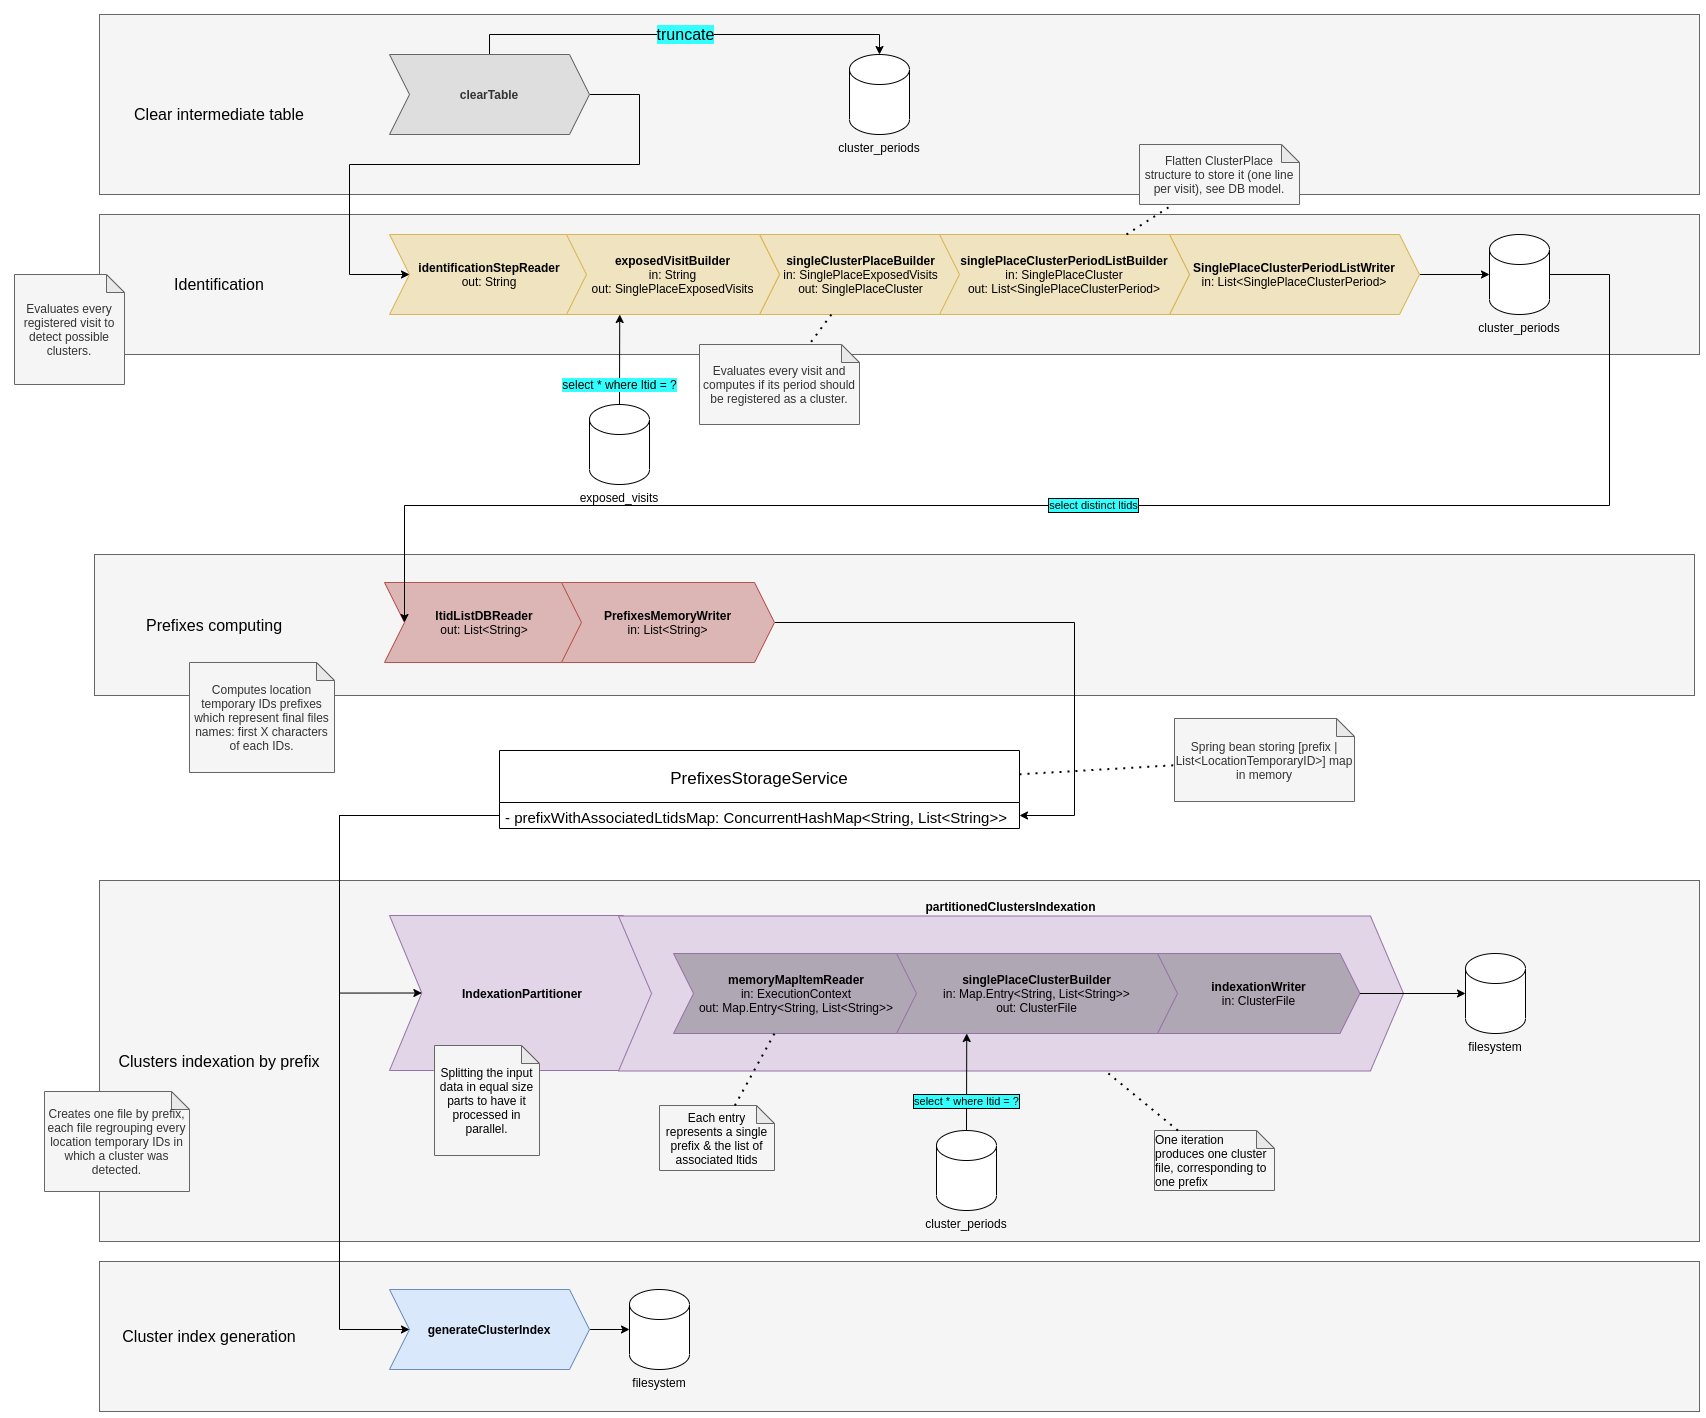 truncate
clearTable
Clear intermediate table
cluster_periods
Flatten ClusterPlace
structure to store it (one line
per visit), see DB model.
Identification
identificationStepReader
out: String
exposedVisitBuilder
in: String
out: SinglePlaceExposedVisits
singleClusterPlaceBuilder
in: SinglePlaceExposedVisits
out: SinglePlaceCluster
singlePlaceClusterPeriodListBuilder
in: SinglePlaceCluster
out: List<SinglePlaceClusterPeriod>
SinglePlaceClusterPeriodListWriter
in: List<SinglePlaceClusterPeriod>
cluster_periods
Evaluates every
registered visit to
detect possible
clusters.
select * where ltid = ?
Evaluates every visit and
computes if its period should
be registered as a cluster.
exposed_visits
select distinct ltids
Prefixes computing
ltidListDBReader
out: List<String>
PrefixesMemoryWriter
in: List<String>
Computes location
temporary IDs prefixes
which represent final files
names: first X characters
of each IDs.
Spring bean storing [prefix |
List<LocationTemporaryID>] map
in memory
PrefixesStorageService
- prefixWithAssociatedLtidsMap: ConcurrentHashMap<String, List<String>>
partitionedClustersIndexation
IndexationPartitioner
memoryMapItemReader
in: ExecutionContext
out: Map.Entry<String, List<String>>
singlePlaceClusterBuilder
in: Map.Entry<String, List<String>>
out: ClusterFile
indexationWriter
in: ClusterFile
filesystem
Clusters indexation by prefix
Splitting the input
data in equal size
parts to have it
processed in
parallel.
Creates one file by prefix,
each file regrouping every
location temporary IDs in
which a cluster was
detected.
Each entry
represents a single
prefix & the list of
associated ltids
select * where ltid = ?
cluster_periods
One iteration
produces one cluster
file, corresponding to
one prefix
Cluster index generation
generateClusterIndex
filesystem